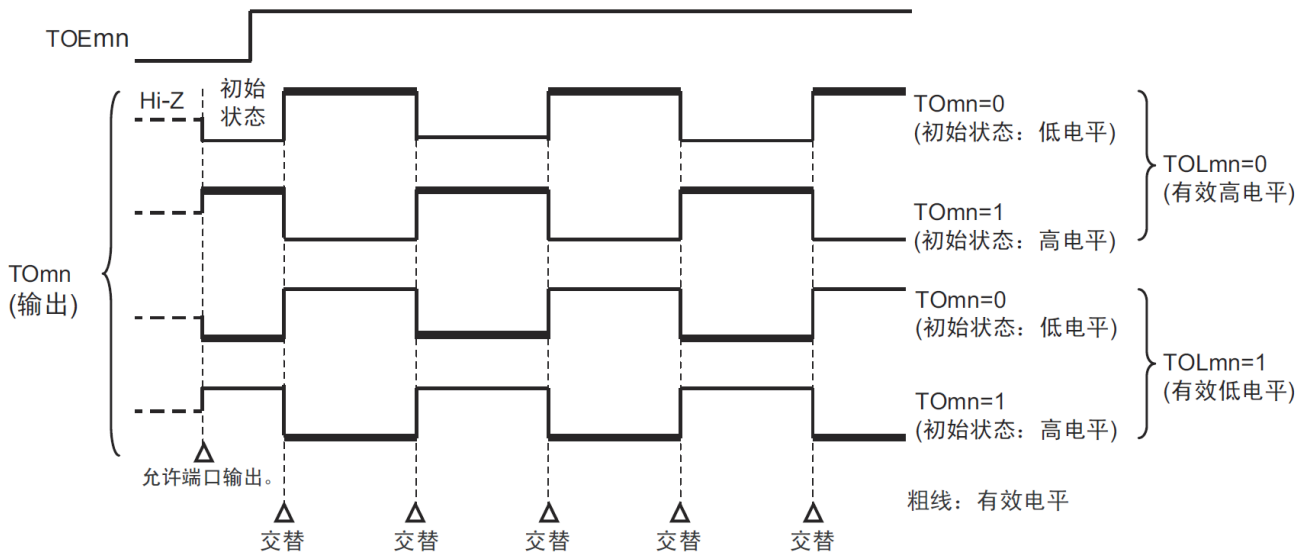 TOEmn
Hi-Z
初始
状态
TOmn=0
(初始状态：低电平)
TOLmn=0
(有效高电平)
TOmn=1
(初始状态：高电平)
TOmn
(输出)
TOmn=0
(初始状态：低电平)
TOLmn=1
(有效低电平)
TOmn=1
(初始状态：高电平)
允许端口输出。
粗线：有效电平
交替 交替 交替 交替 交替